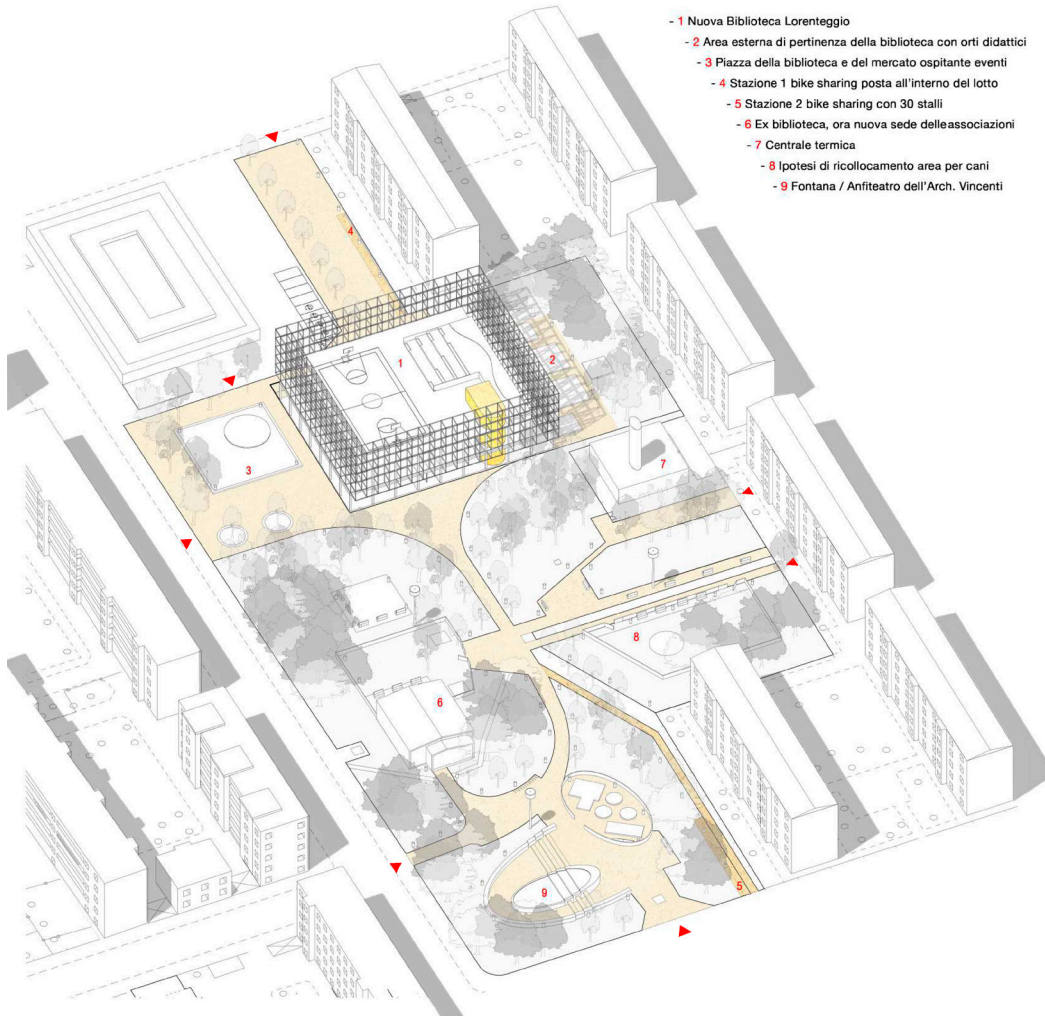 - 1 Nuova Biblioteca Lorenteggio
- 2 Area esterna di pertinenza della biblioteca con orti didattici
- 3 Piazza della biblioteca e del mercato ospitante eventi
- 4 Stazione 1 bike sharing posta all'interno del lotto
- 5 Stazione 2 bike sharing con 30 stalli
- 6 Ex biblioteca, ora nuova sede delleassociazioni
- 7 Centrale termica
- 8 Ipotesi di ricollocamento area per cani
- 9 Fontana / Anfiteatro dell'Arch. Vincenti
4
1
2
3
7
8
6
5
9